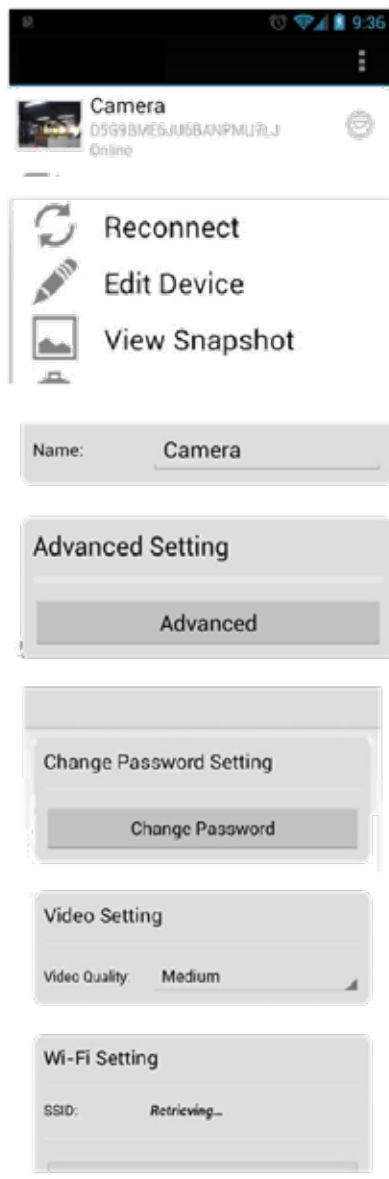 9:36
Camera
Online
Reconnect
Edit Device
View Snapshot
Name: Camera
Advanced Setting
Advanced
Change Password Setting
Change Password
Video Setting
Video Quality: Medium
Wi-Fi Setting
SSID: Retrieving...